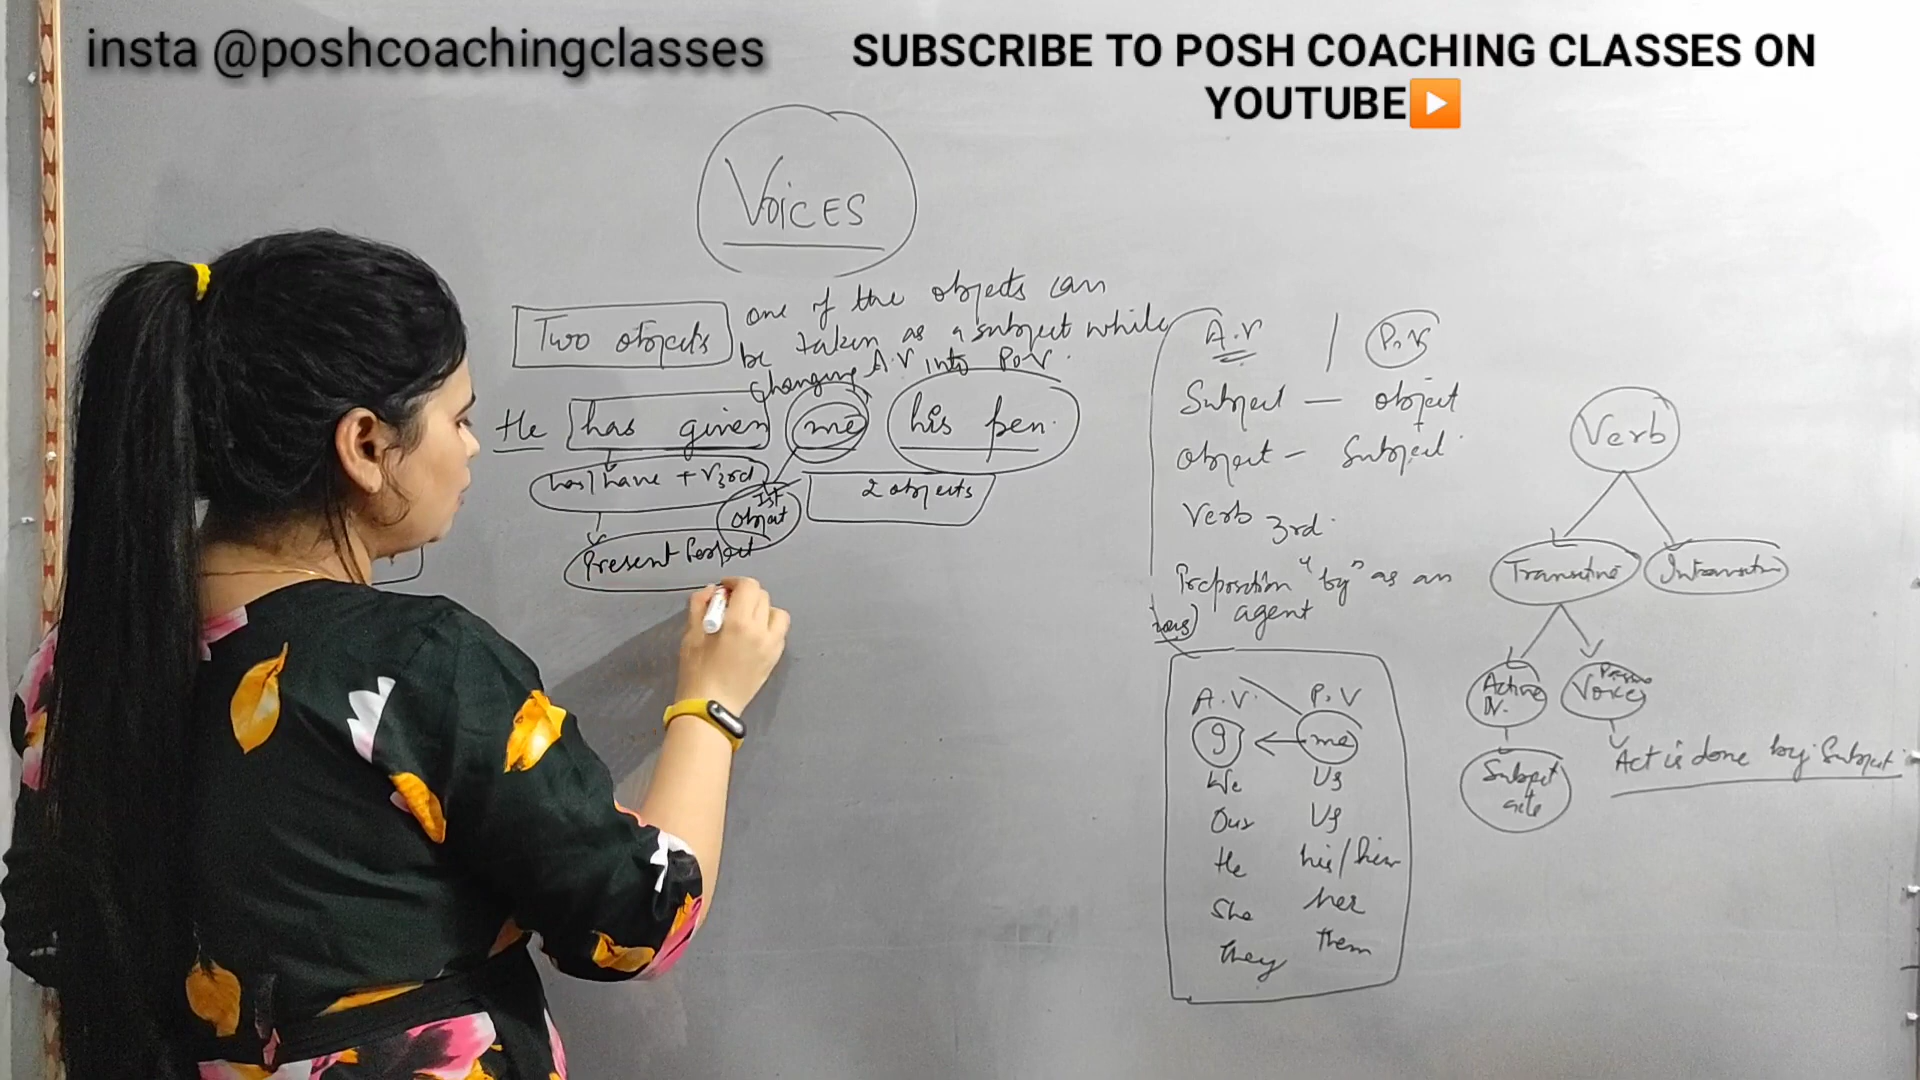 insta @poshcoachingclasses
SUBSCRIBE TO POSH COACHING CLASSES ON
YOUTUBE▶️
VOICES
Two objects
one of the objects can
be taken as a subject while
changing A.V into P.V.
He has given me his pen.
has/have + V3rd
Ist
object
2 objects
Present Perfect
A.V | P.V
Subject — object
object — Subject
Verb 3rd.
Preposition "by" as an
agent
A.V. P.V
I ← me
We Us
Our Us
He his/him
She her
They them
Verb
Transitive
Intransitive
Active
V.
Passive
Voices
Subject
acts
Act is done by Subject